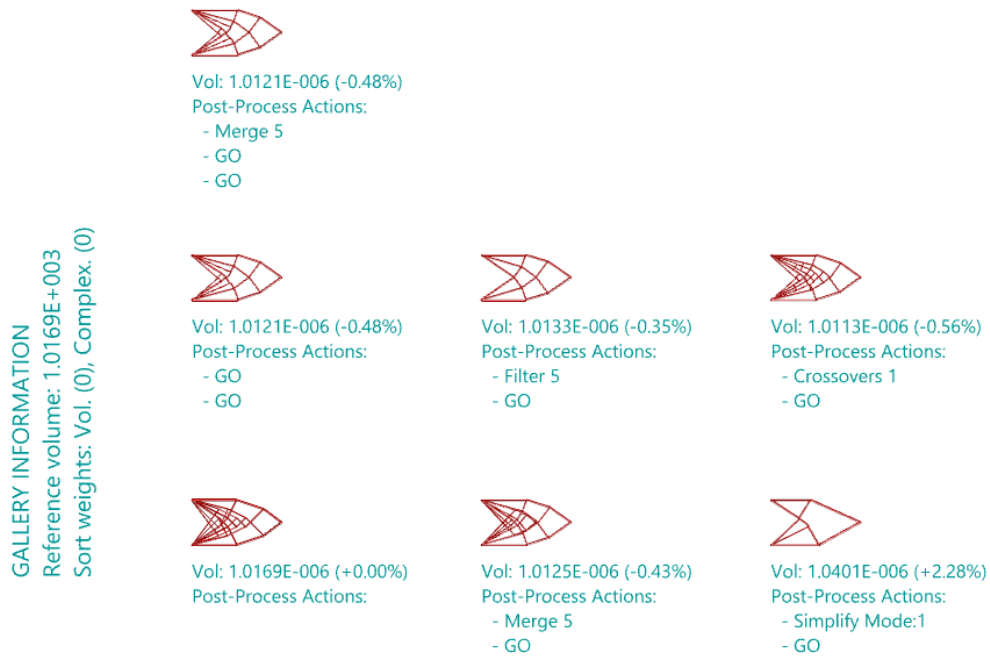 GALLERY INFORMATION
Reference volume: 1.0169E+003
Sort weights: Vol. (0), Complex. (0)
Vol: 1.0121E-006 (-0.48%)
Post-Process Actions:
- Merge 5
- GO
- GO
Vol: 1.0121E-006 (-0.48%)
Post-Process Actions:
- GO
- GO
Vol: 1.0133E-006 (-0.35%)
Post-Process Actions:
- Filter 5
- GO
Vol: 1.0113E-006 (-0.56%)
Post-Process Actions:
- Crossovers 1
- GO
Vol: 1.0169E-006 (+0.00%)
Post-Process Actions:
Vol: 1.0125E-006 (-0.43%)
Post-Process Actions:
- Merge 5
- GO
Vol: 1.0401E-006 (+2.28%)
Post-Process Actions:
- Simplify Mode:1
- GO